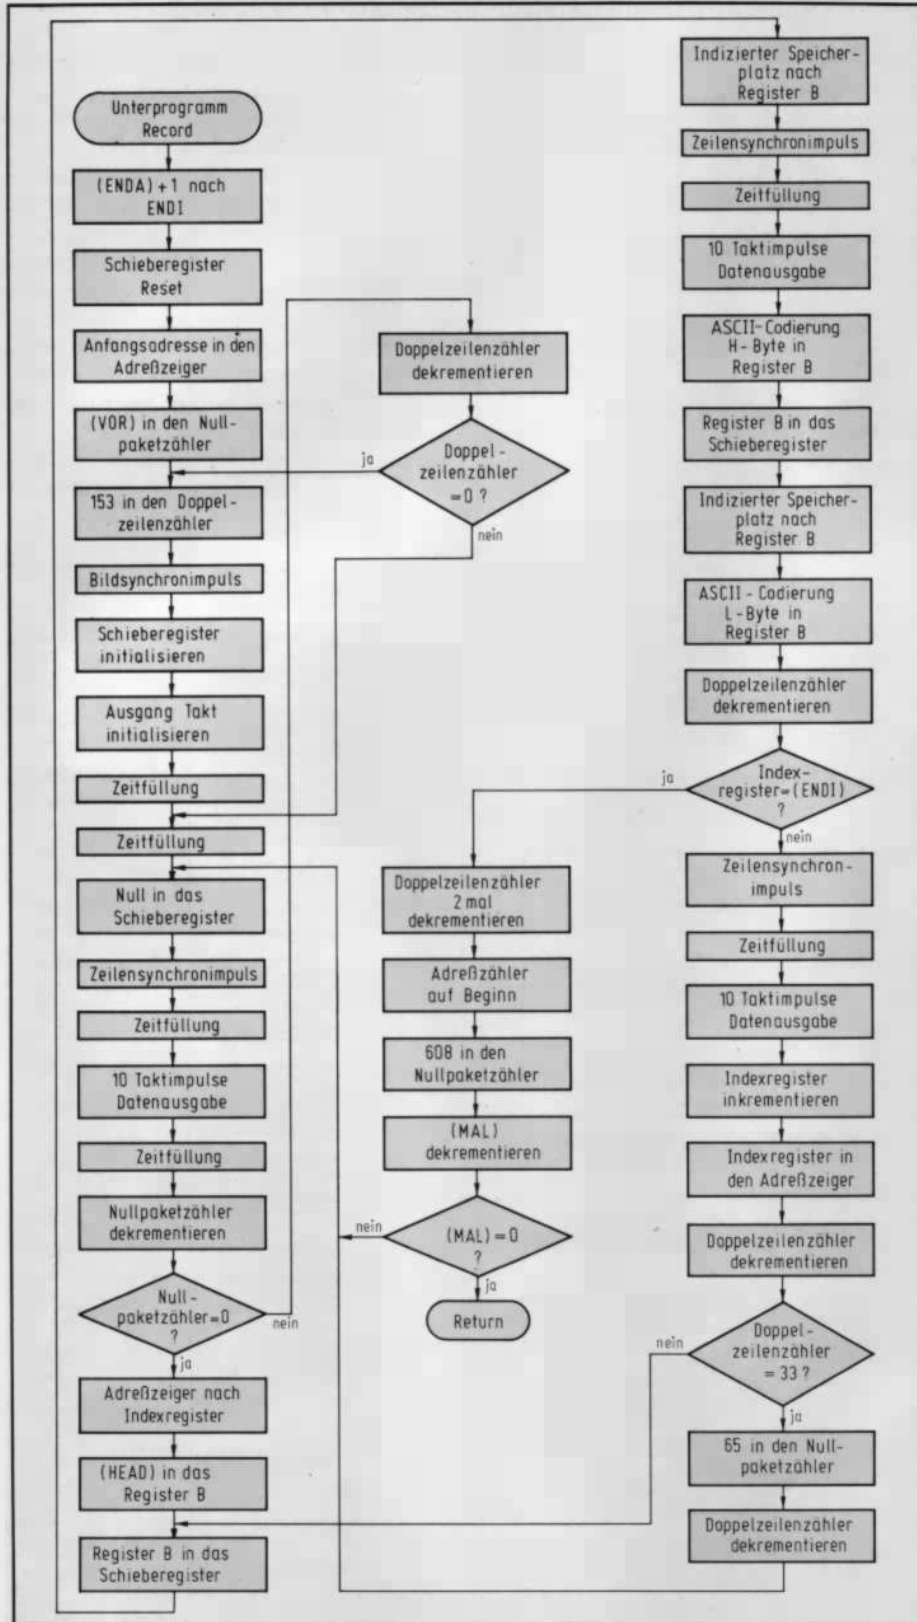 Unterprogramm
Record
(ENDA)+1 nach
ENDI
Schieberegister
Reset
Anfangsadresse in den
Adreßzeiger
(VOR) in den Null-
paketzähler
153 in den Doppel-
zeilenzähler
Bildsynchronimpuls
Schieberegister
initialisieren
Ausgang Takt
initialisieren
Zeitfüllung
Zeitfüllung
Null in das
Schieberegister
Zeilensynchronimpuls
Zeitfüllung
10 Taktimpulse
Datenausgabe
Zeitfüllung
Nullpaketzähler
dekrementieren
Null-
paketzähler=0
?
nein
ja
Adreßzeiger nach
Indexregister
(HEAD) in das
Register B
Register B in das
Schieberegister
Doppelzeilenzähler
dekrementieren
Doppel-
zeilenzähler
=0 ?
ja
nein
Doppelzeilenzähler
2 mal
dekrementieren
Adreßzähler
auf Beginn
608 in den
Nullpaketzähler
(MAL)
dekrementieren
(MAL)=0
?
nein
ja
Return
Indizierter Speicher-
platz nach
Register B
Zeilensynchronimpuls
Zeitfüllung
10 Taktimpulse
Datenausgabe
ASCII-Codierung
H-Byte in
Register B
Register B in das
Schieberegister
Indizierter Speicher-
platz nach
Register B
ASCII-Codierung
L-Byte in
Register B
Doppelzeilenzähler
dekrementieren
Index-
register=(ENDI)
?
ja
nein
Zeilensynchron-
impuls
Zeitfüllung
10 Taktimpulse
Datenausgabe
Indexregister
inkrementieren
Indexregister in
den Adreßzeiger
Doppelzeilenzähler
dekrementieren
Doppel-
zeilenzähler
=33 ?
nein
ja
65 in den Null-
paketzähler
Doppelzeilenzähler
dekrementieren